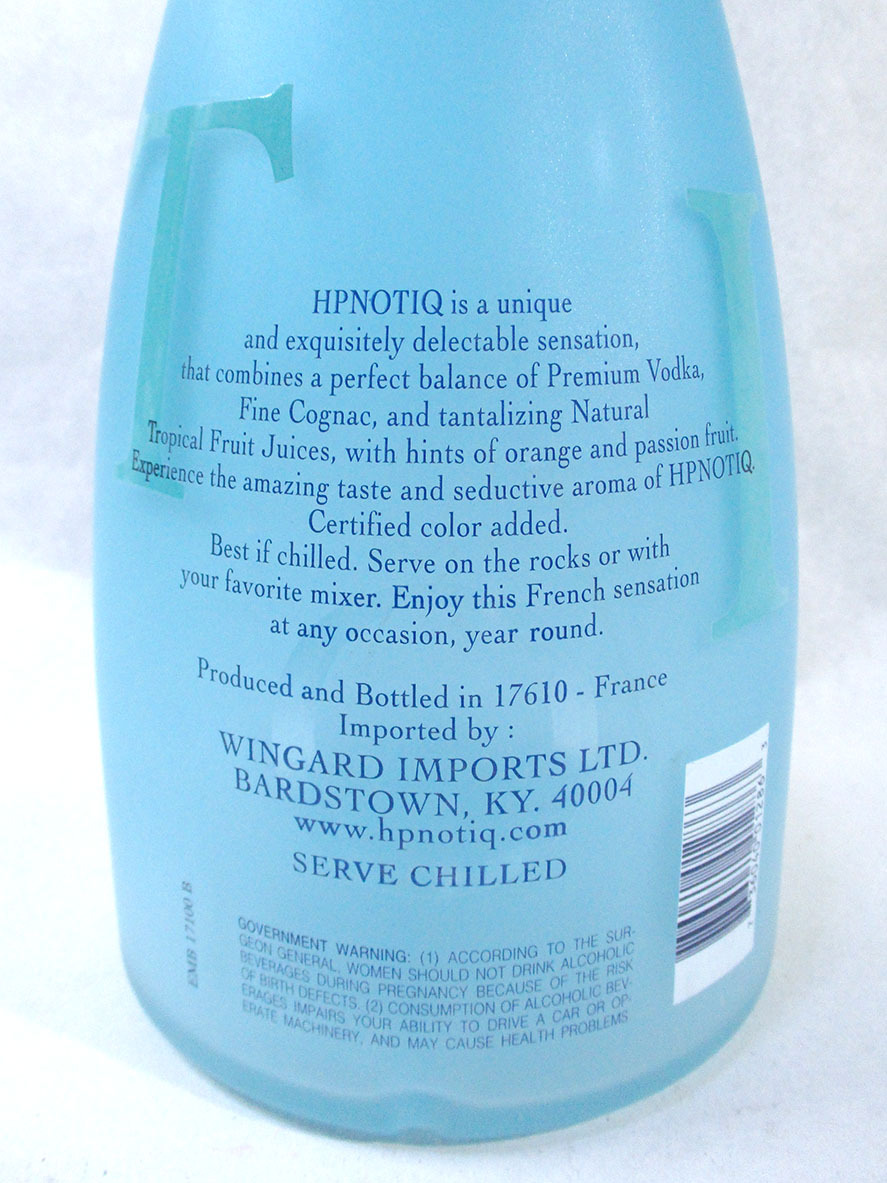 T
I
HPNOTIQ is a unique
and exquisitely delectable sensation,
that combines a perfect balance of Premium Vodka,
Fine Cognac, and tantalizing Natural
Tropical Fruit Juices, with hints of orange and passion fruit.
Experience the amazing taste and seductive aroma of HPNOTIQ.
Certified color added.
Best if chilled. Serve on the rocks or with
your favorite mixer. Enjoy this French sensation
at any occasion, year round.
Produced and Bottled in 17610 - France
Imported by :
WINGARD IMPORTS LTD.
BARDSTOWN, KY. 40004
www.hpnotiq.com
SERVE CHILLED
EMB 17100 B
GOVERNMENT WARNING: (1) ACCORDING TO THE SUR-
GEON GENERAL, WOMEN SHOULD NOT DRINK ALCOHOLIC
BEVERAGES DURING PREGNANCY BECAUSE OF THE RISK
OF BIRTH DEFECTS. (2) CONSUMPTION OF ALCOHOLIC BEV-
ERAGES IMPAIRS YOUR ABILITY TO DRIVE A CAR OR OP-
ERATE MACHINERY, AND MAY CAUSE HEALTH PROBLEMS